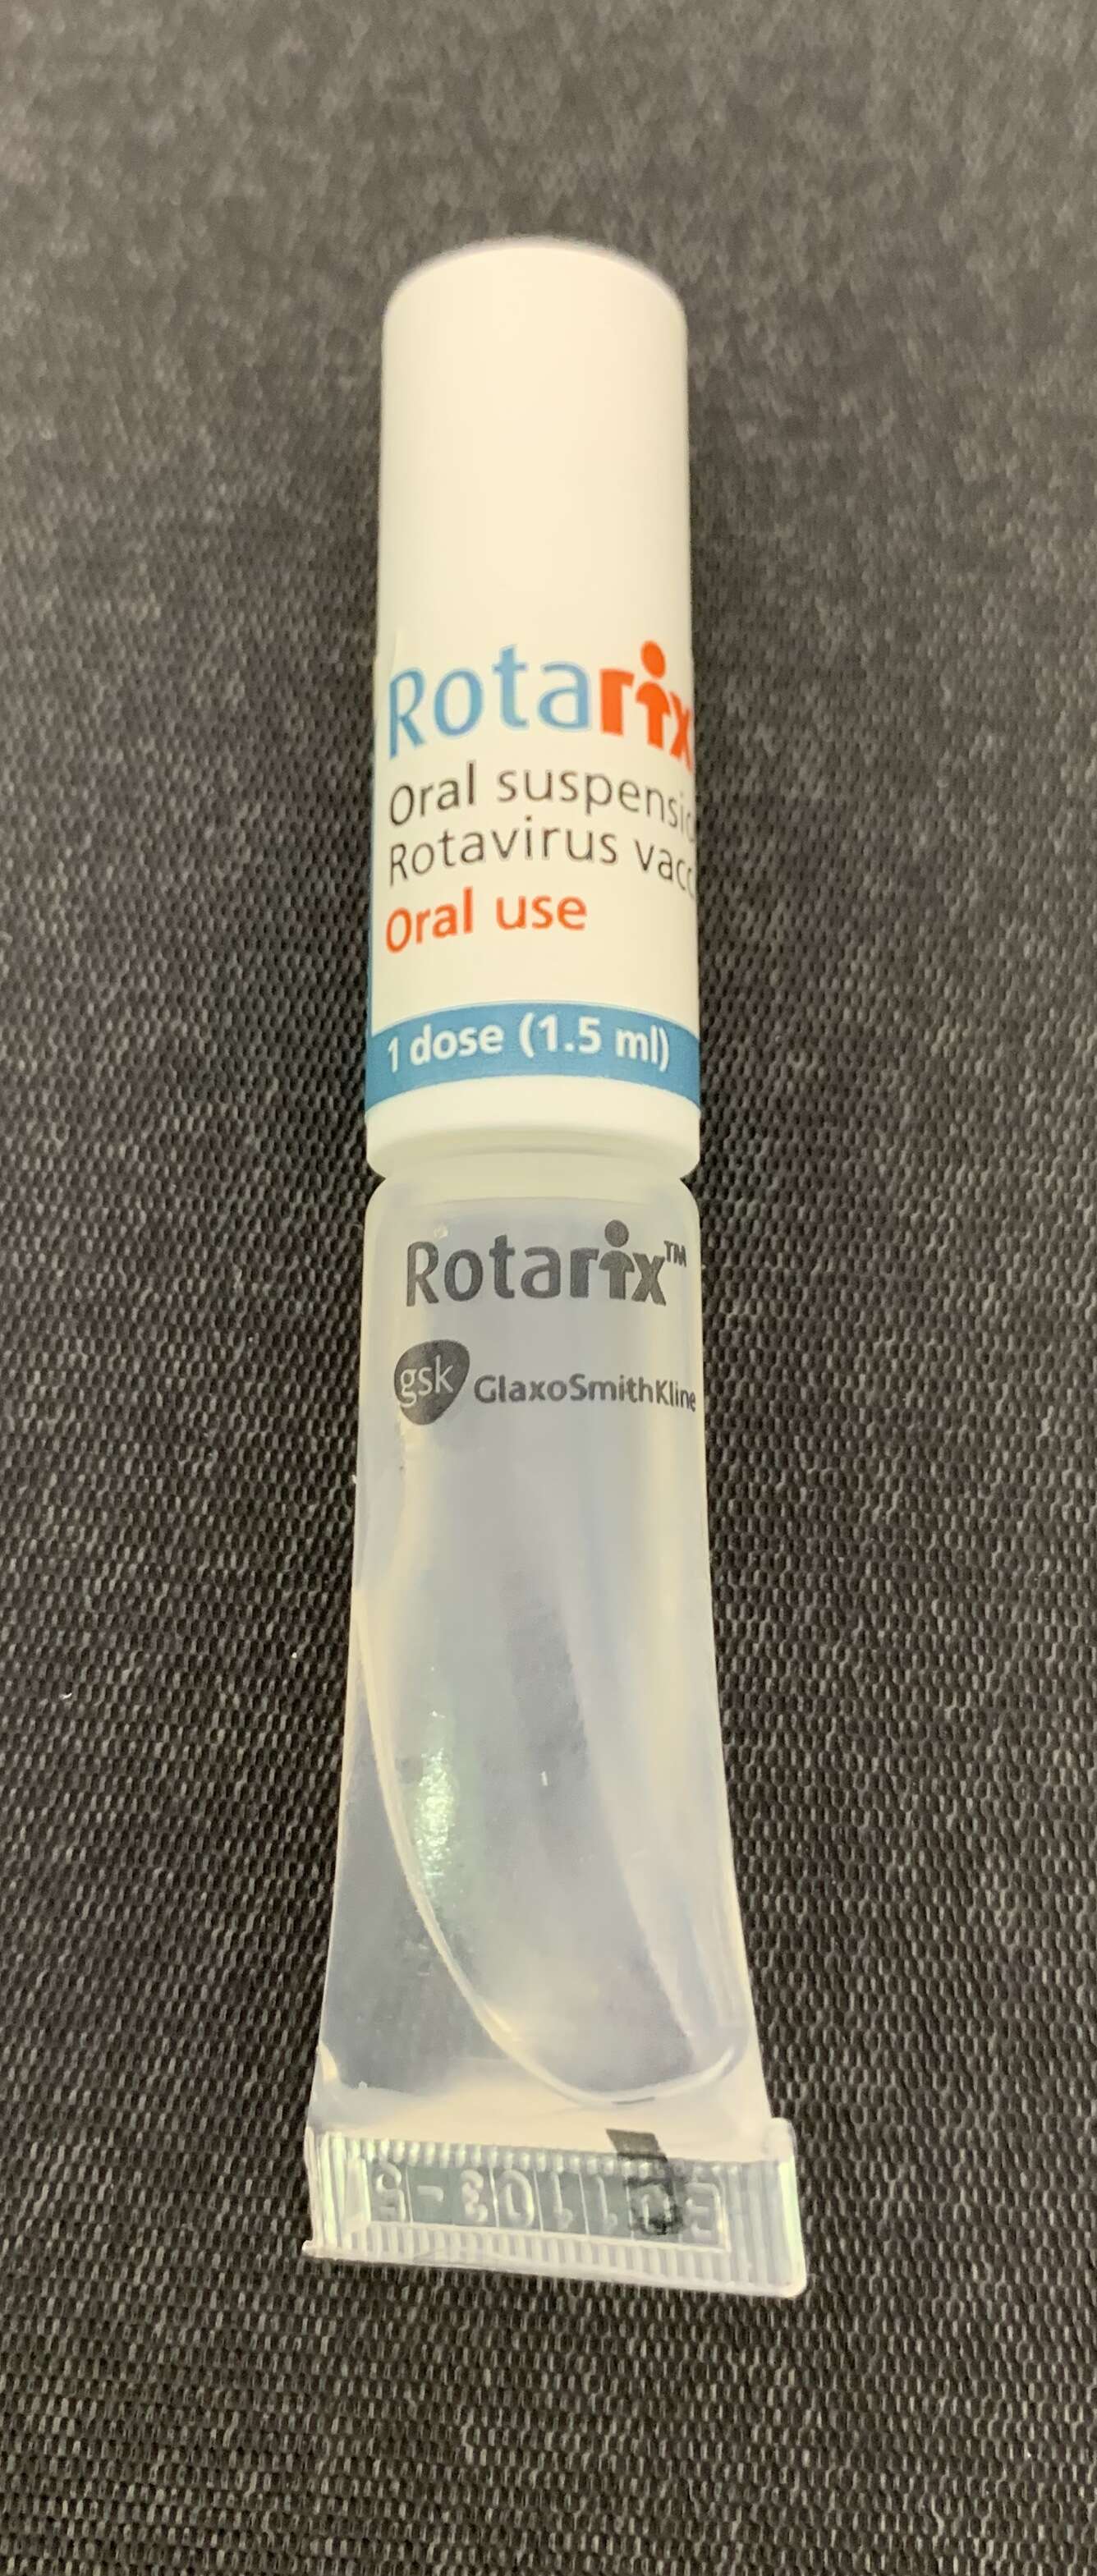 Rotarix
Oral suspensio
Rotavirus vacc
Oral use
1 dose (1.5 ml)
Rotarix™
gsk GlaxoSmithKline